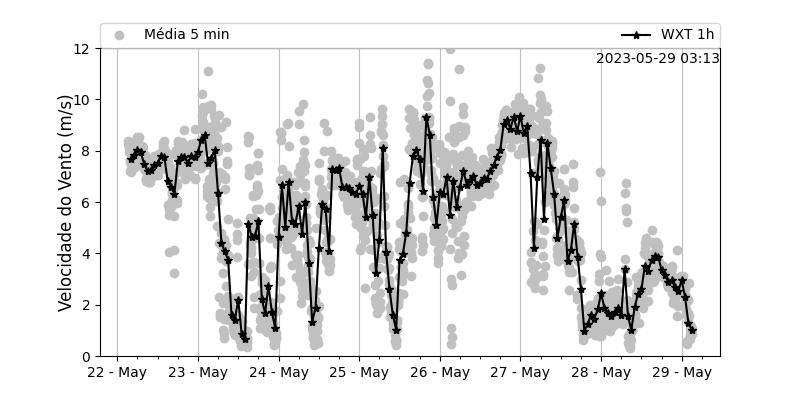 Média 5 min
WXT 1h
2023-05-29 03:13
Velocidade do Vento (m/s)
12
10
8
6
4
2
0
22 - May
23 - May
24 - May
25 - May
26 - May
27 - May
28 - May
29 - May